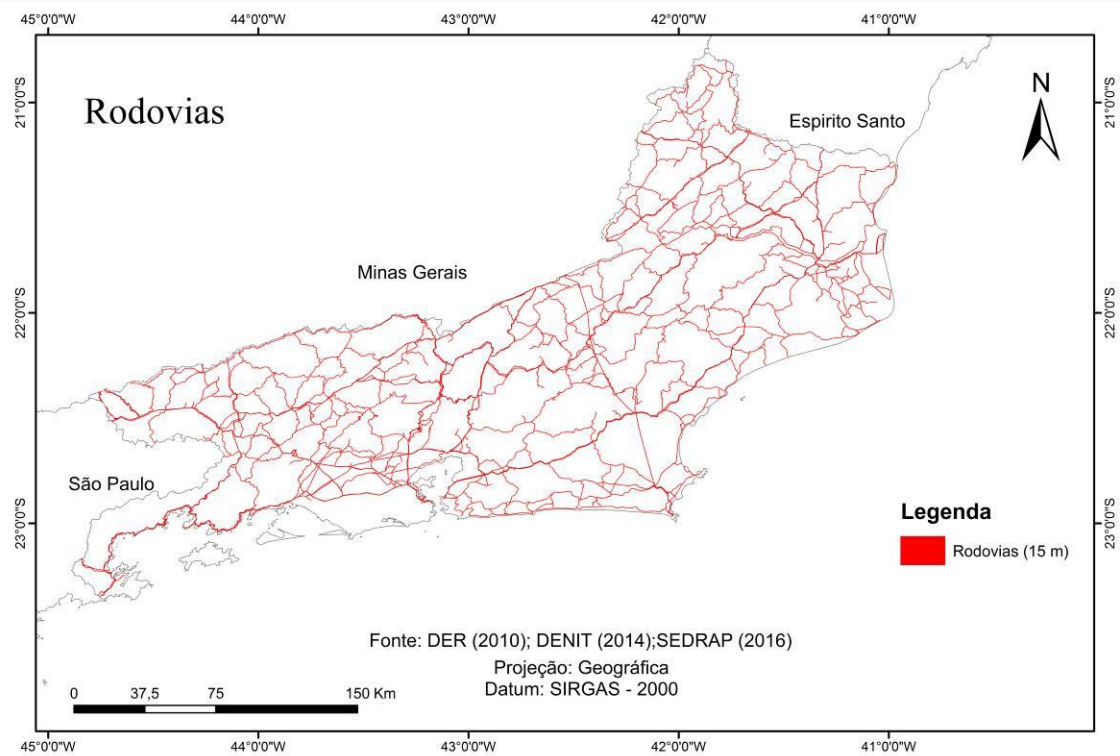 45°0'0"W 44°0'0"W 43°0'0"W 42°0'0"W 41°0'0"W
Rodovias
N
21°0'0"S 21°0'0"S
Espirito Santo
Minas Gerais
22°0'0"S 22°0'0"S
São Paulo
23°0'0"S 23°0'0"S
Legenda
Rodovias (15 m)
Fonte: DER (2010); DENIT (2014);SEDRAP (2016)
Projeção: Geográfica
Datum: SIRGAS - 2000
0 37,5 75 150 Km
45°0'0"W 44°0'0"W 43°0'0"W 42°0'0"W 41°0'0"W